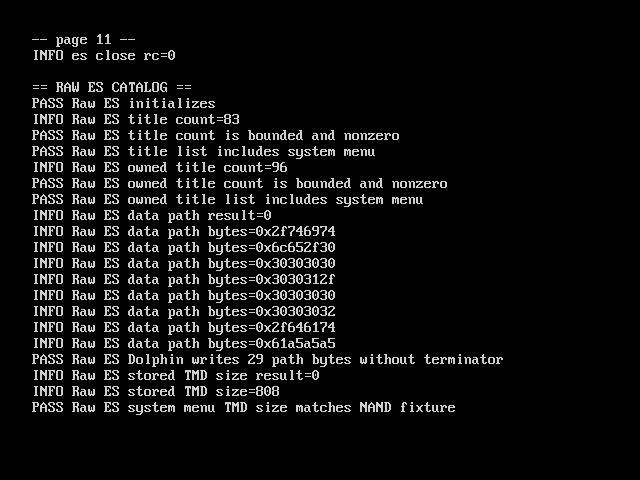 -- page 11 --
INFO es close rc=0
== RAW ES CATALOG ==
PASS Raw ES initializes
INFO Raw ES title count=83
PASS Raw ES title count is bounded and nonzero
PASS Raw ES title list includes system menu
INFO Raw ES owned title count=96
PASS Raw ES owned title count is bounded and nonzero
PASS Raw ES owned title list includes system menu
INFO Raw ES data path result=0
INFO Raw ES data path bytes=0x2f746974
INFO Raw ES data path bytes=0x6c652f30
INFO Raw ES data path bytes=0x30303030
INFO Raw ES data path bytes=0x3030312f
INFO Raw ES data path bytes=0x30303030
INFO Raw ES data path bytes=0x30303032
INFO Raw ES data path bytes=0x2f646174
INFO Raw ES data path bytes=0x61a5a5a5
PASS Raw ES Dolphin writes 29 path bytes without terminator
INFO Raw ES stored TMD size result=0
INFO Raw ES stored TMD size=808
PASS Raw ES system menu TMD size matches NAND fixture